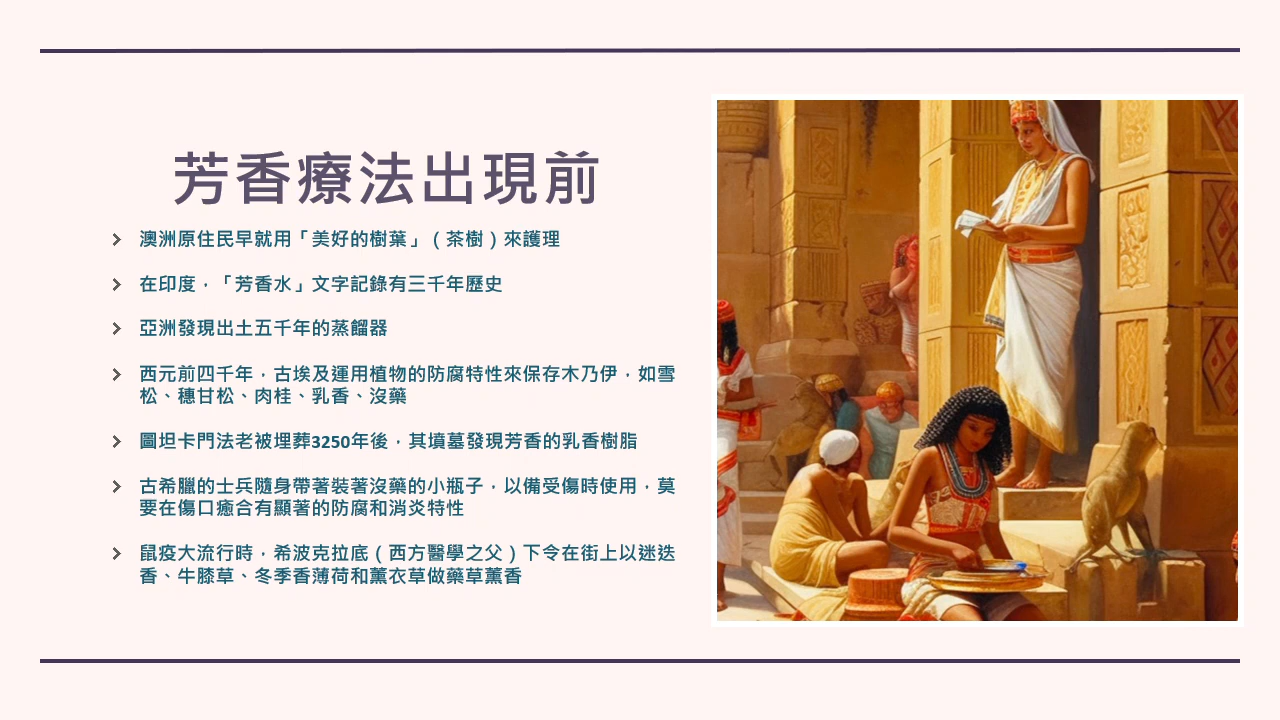 芳香療法出現前
澳洲原住民早就用「美好的樹葉」(茶樹)來護理
在印度，「芳香水」文字記錄有三千年歷史
亞洲發現出土五千年的蒸餾器
西元前四千年，古埃及運用植物的防腐特性來保存木乃伊，如雪
松、穗甘松、肉桂、乳香、沒藥
圖坦卡門法老被埋葬3250年後，其墳墓發現芳香的乳香樹脂
古希臘的士兵隨身帶著裝著沒藥的小瓶子，以備受傷時使用，莫
要在傷口癒合有顯著的防腐和消炎特性
鼠疫大流行時，希波克拉底(西方醫學之父)下令在街上以迷迭
香、牛膝草、冬季香薄荷和薰衣草做藥草薰香